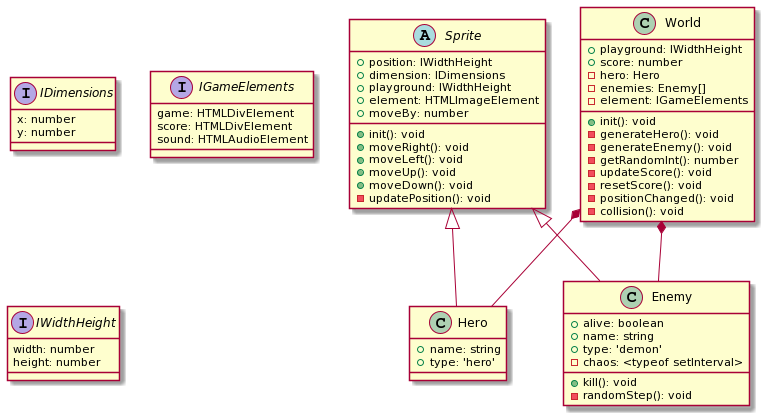 I IDimensions
x: number
y: number
I IGameElements
game: HTMLDivElement
score: HTMLDivElement
sound: HTMLAudioElement
A Sprite
position: IWidthHeight
dimension: IDimensions
playground: IWidthHeight
element: HTMLImageElement
moveBy: number
init(): void
moveRight(): void
moveLeft(): void
moveUp(): void
moveDown(): void
updatePosition(): void
C World
playground: IWidthHeight
score: number
hero: Hero
enemies: Enemy[]
element: IGameElements
init(): void
generateHero(): void
generateEnemy(): void
getRandomInt(): number
updateScore(): void
resetScore(): void
positionChanged(): void
collision(): void
I IWidthHeight
width: number
height: number
C Hero
name: string
type: 'hero'
C Enemy
alive: boolean
name: string
type: 'demon'
chaos: <typeof setInterval>
kill(): void
randomStep(): void